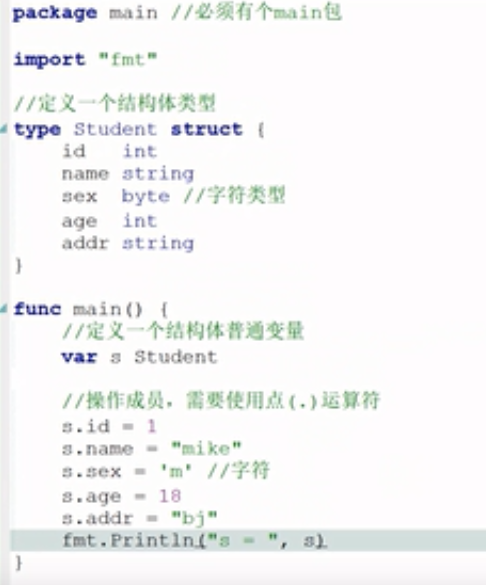 package main //必须有个main包
import "fmt"
//定义一个结构体类型
type Student struct {
id int
name string
sex byte //字符类型
age int
addr string
}
func main() {
//定义一个结构体普通变量
var s Student
//操作成员，需要使用点(.)运算符
s.id = 1
s.name = "mike"
s.sex = 'm' //字符
s.age = 18
s.addr = "bj"
fmt.Println("s = ", s)
}